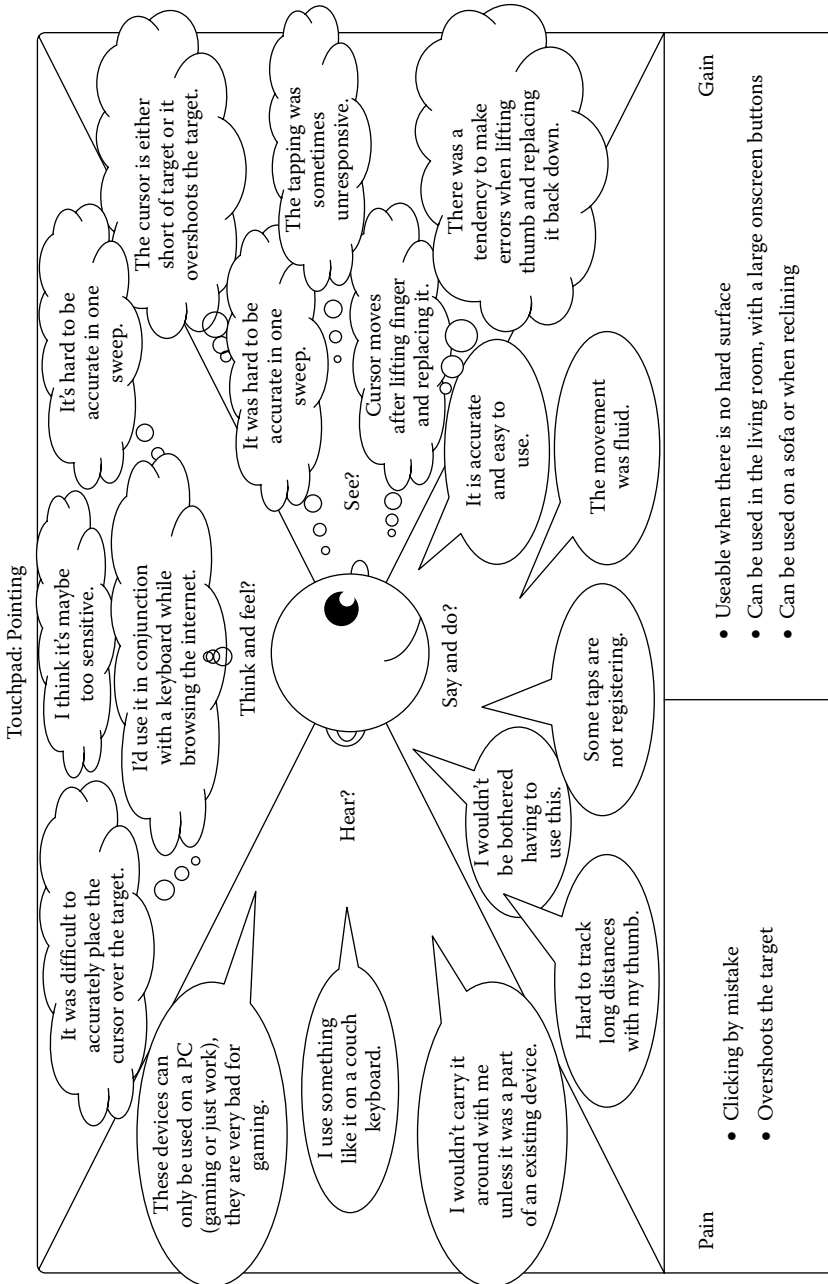 Touchpad: Pointing
It was difficult to
accurately place the
cursor over the target.
I think it's maybe
too sensitive.
It's hard to be
accurate in one
sweep.
I'd use it in conjunction
with a keyboard while
browsing the internet.
The cursor is either
short of target or it
overshoots the target.
Think and feel?
These devices can
only be used on a PC
(gaming or just work),
they are very bad for
gaming.
I use something
like it on a couch
keyboard.
I wouldn't carry it
around with me
unless it was a part
of an existing device.
Hear?
See?
It was hard to be
accurate in one
sweep.
The tapping was
sometimes
unresponsive.
Cursor moves
after lifting finger
and replacing it.
There was a
tendency to make
errors when lifting
thumb and replacing
it back down.
Say and do?
Hard to track
long distances
with my thumb.
I wouldn't
be bothered
having to
use this.
Some taps are
not registering.
It is accurate
and easy to
use.
The movement
was fluid.
Pain
• Clicking by mistake
• Overshoots the target
Gain
• Useable when there is no hard surface
• Can be used in the living room, with a large onscreen buttons
• Can be used on a sofa or when reclining